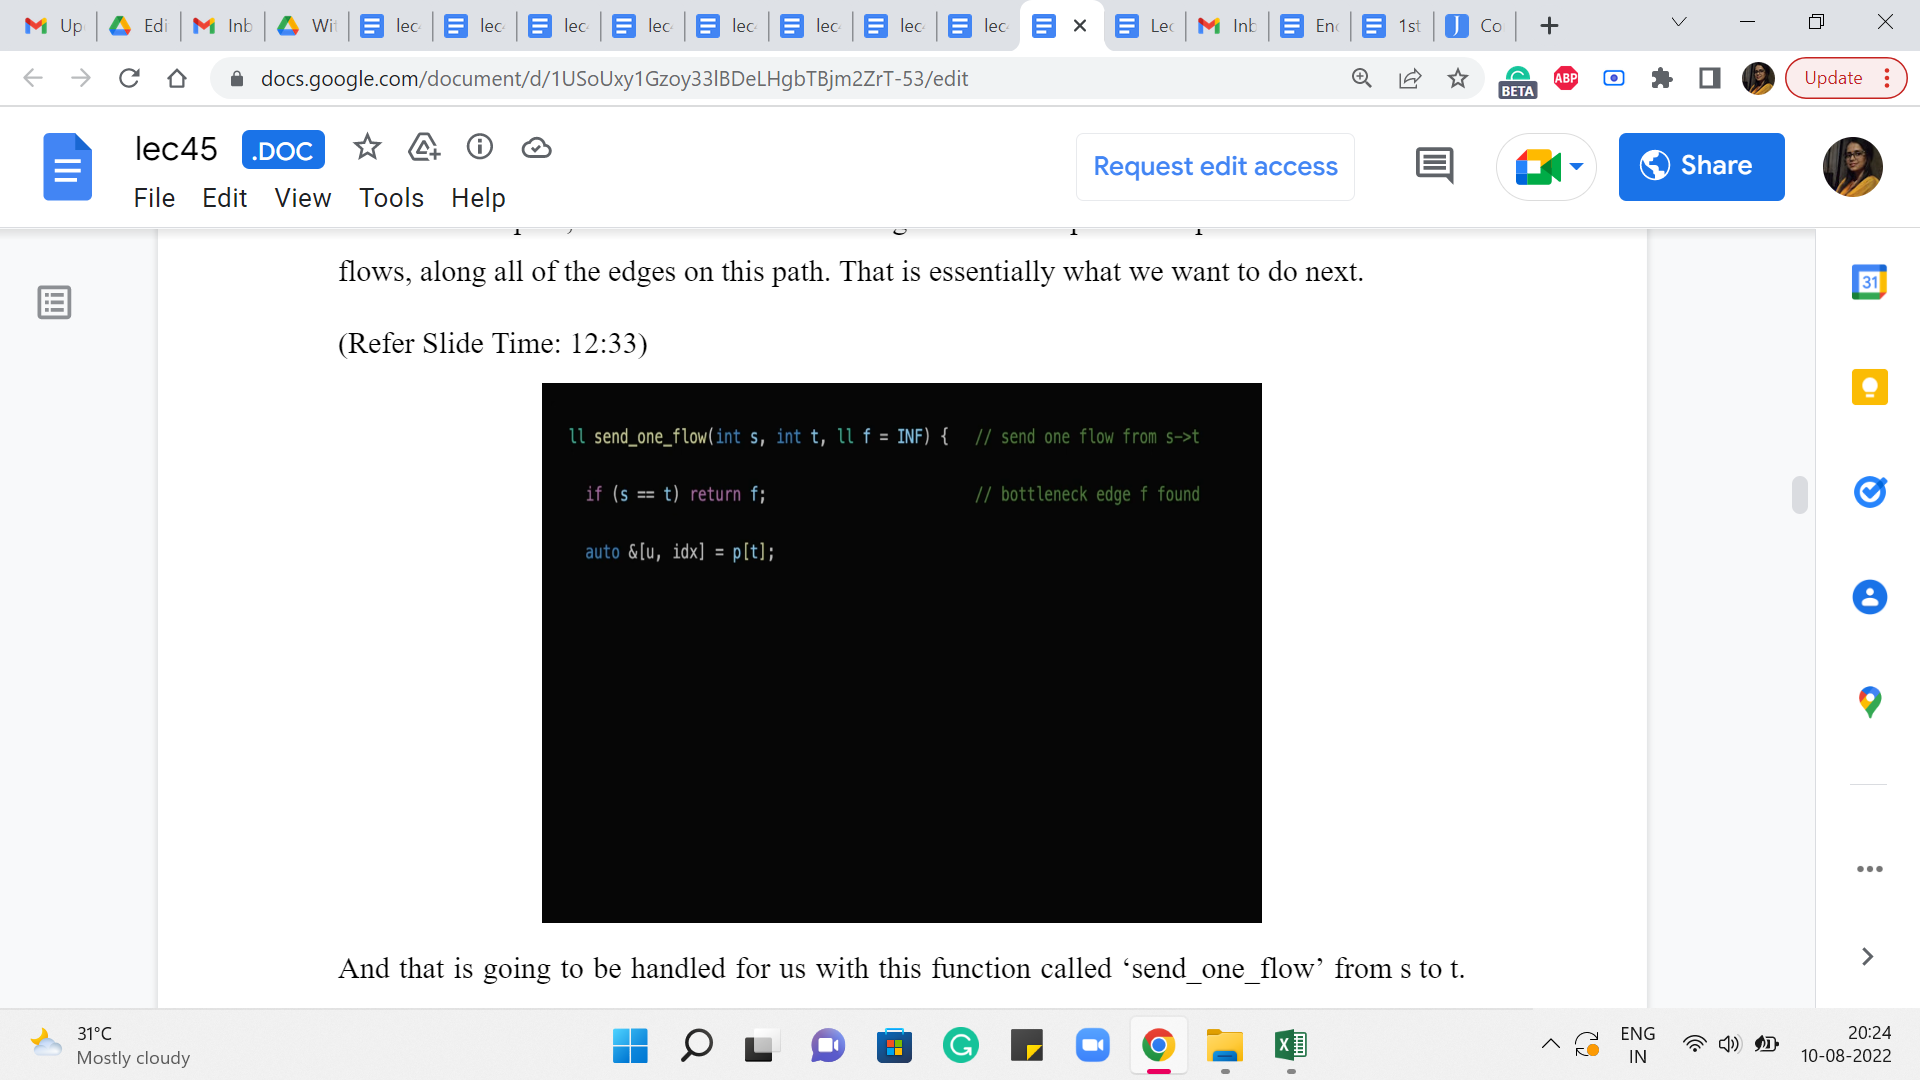 Up
Edi
Inb
Wi
lec
lec
lec
lec
lec
lec
lec
lec
Lec
Inb
Enc
1st
Co
docs.google.com/document/d/1USoUxy1Gzoy33lBDeLHgbTBjm2ZrT-53/edit
BETA
ABP
Update
lec45
.DOC
Request edit access
Share
File Edit View Tools Help
flows, along all of the edges on this path. That is essentially what we want to do next.
(Refer Slide Time: 12:33)
ll send_one_flow(int s, int t, ll f = INF) { // send one flow from s->t
if (s == t) return f; // bottleneck edge f found
auto &[u, idx] = p[t];
And that is going to be handled for us with this function called ‘send_one_flow’ from s to t.
31
31°C
Mostly cloudy
ENG
IN
20:24
10-08-2022